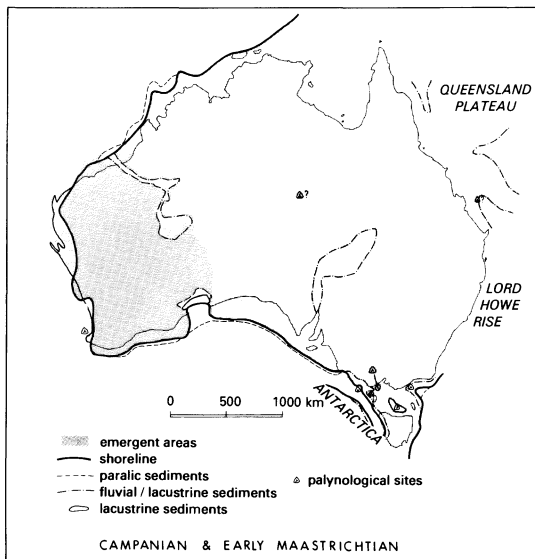 QUEENSLAND
PLATEAU
?
LORD
HOWE
RISE
ANTARCTICA
0 500 1000 km
emergent areas
shoreline
paralic sediments
fluvial / lacustrine sediments
palynological sites
lacustrine sediments
CAMPANIAN & EARLY MAASTRICHTIAN